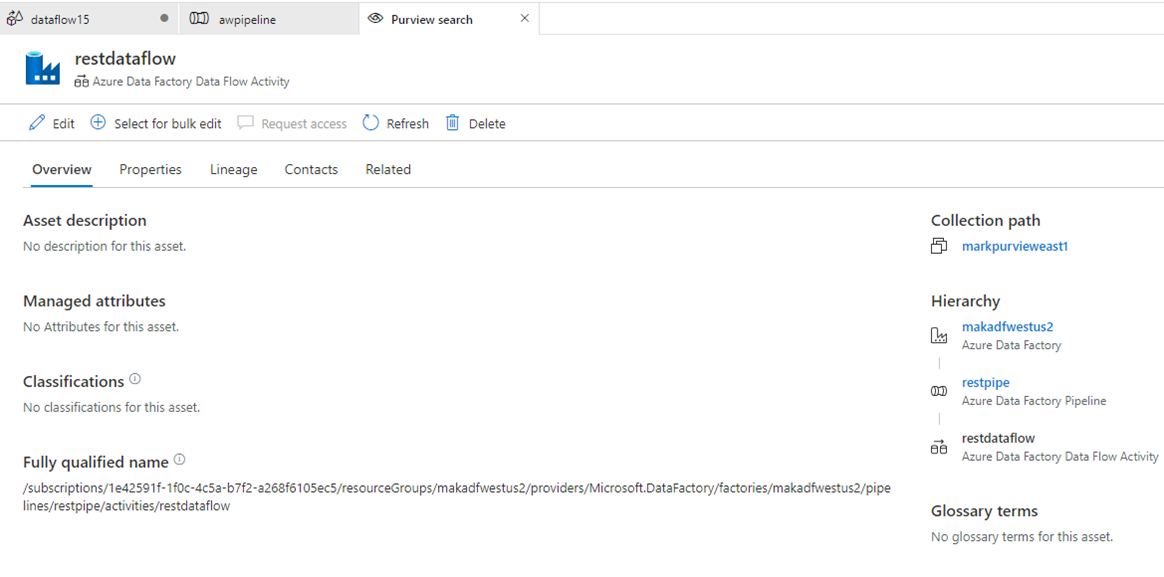 dataflow15
awpipeline
Purview search
restdataflow
Azure Data Factory Data Flow Activity
Edit
Select for bulk edit
Request access
Refresh
Delete
Overview
Properties
Lineage
Contacts
Related
Asset description
No description for this asset.
Managed attributes
No Attributes for this asset.
Classifications
No classifications for this asset.
Fully qualified name
/subscriptions/1e42591f-1f0c-4c5a-b7f2-a268f6105ec5/resourceGroups/makadfwestus2/providers/Microsoft.DataFactory/factories/makadfwestus2/pipe
lines/restpipe/activities/restdataflow
Collection path
markpurvieweast1
Hierarchy
makadfwestus2
Azure Data Factory
restpipe
Azure Data Factory Pipeline
restdataflow
Azure Data Factory Data Flow Activity
Glossary terms
No glossary terms for this asset.